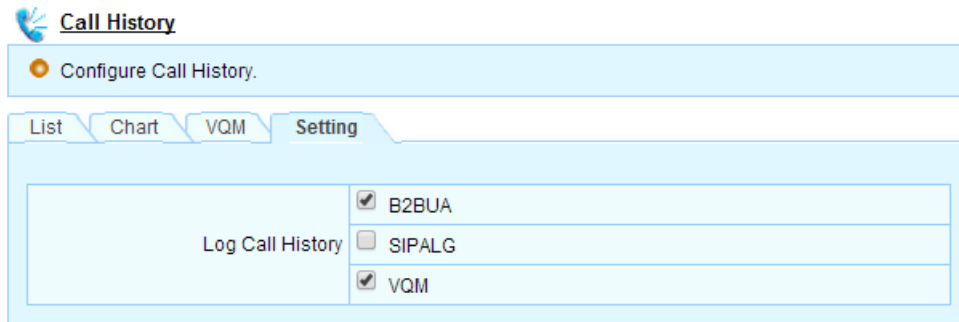 Call History
Configure Call History.
List Chart VQM Setting
B2BUA
Log Call History SIPALG
VQM